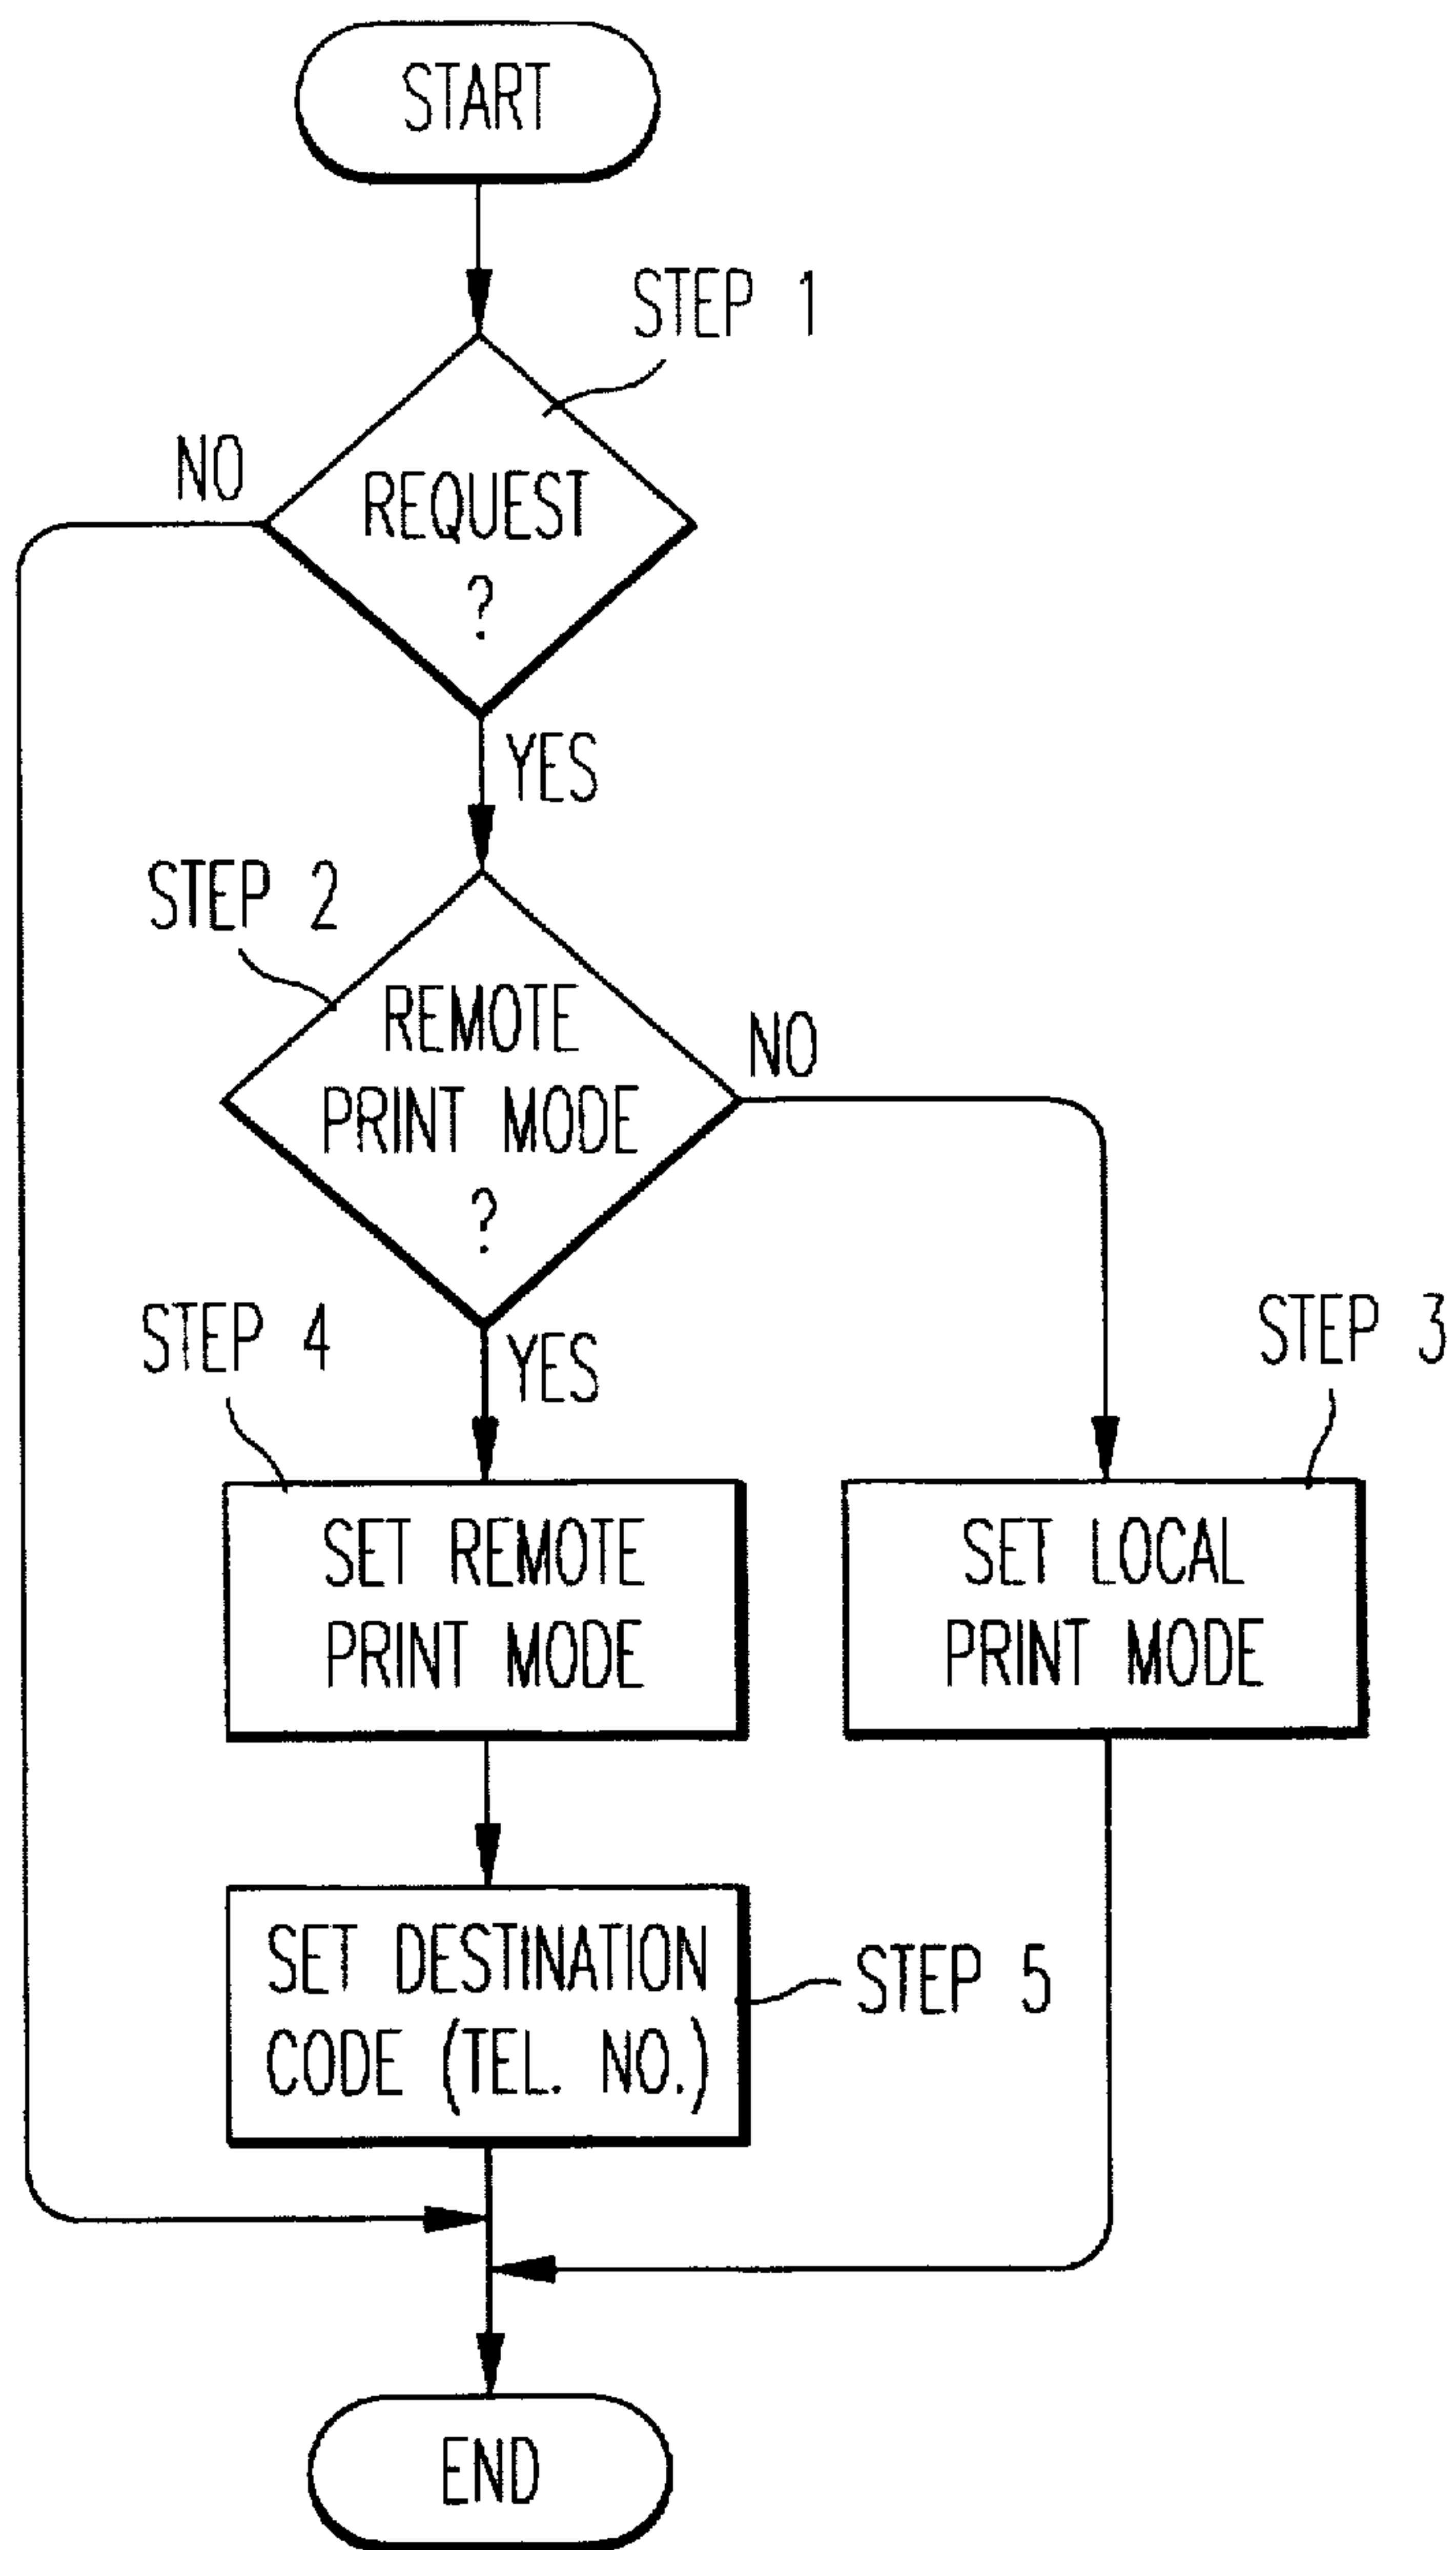 START
STEP 1
NO
REQUEST
?
YES
STEP 2
REMOTE
PRINT MODE
?
NO
STEP 4
YES
STEP 3
SET REMOTE
PRINT MODE
SET LOCAL
PRINT MODE
SET DESTINATION
CODE (TEL. NO.)
STEP 5
END